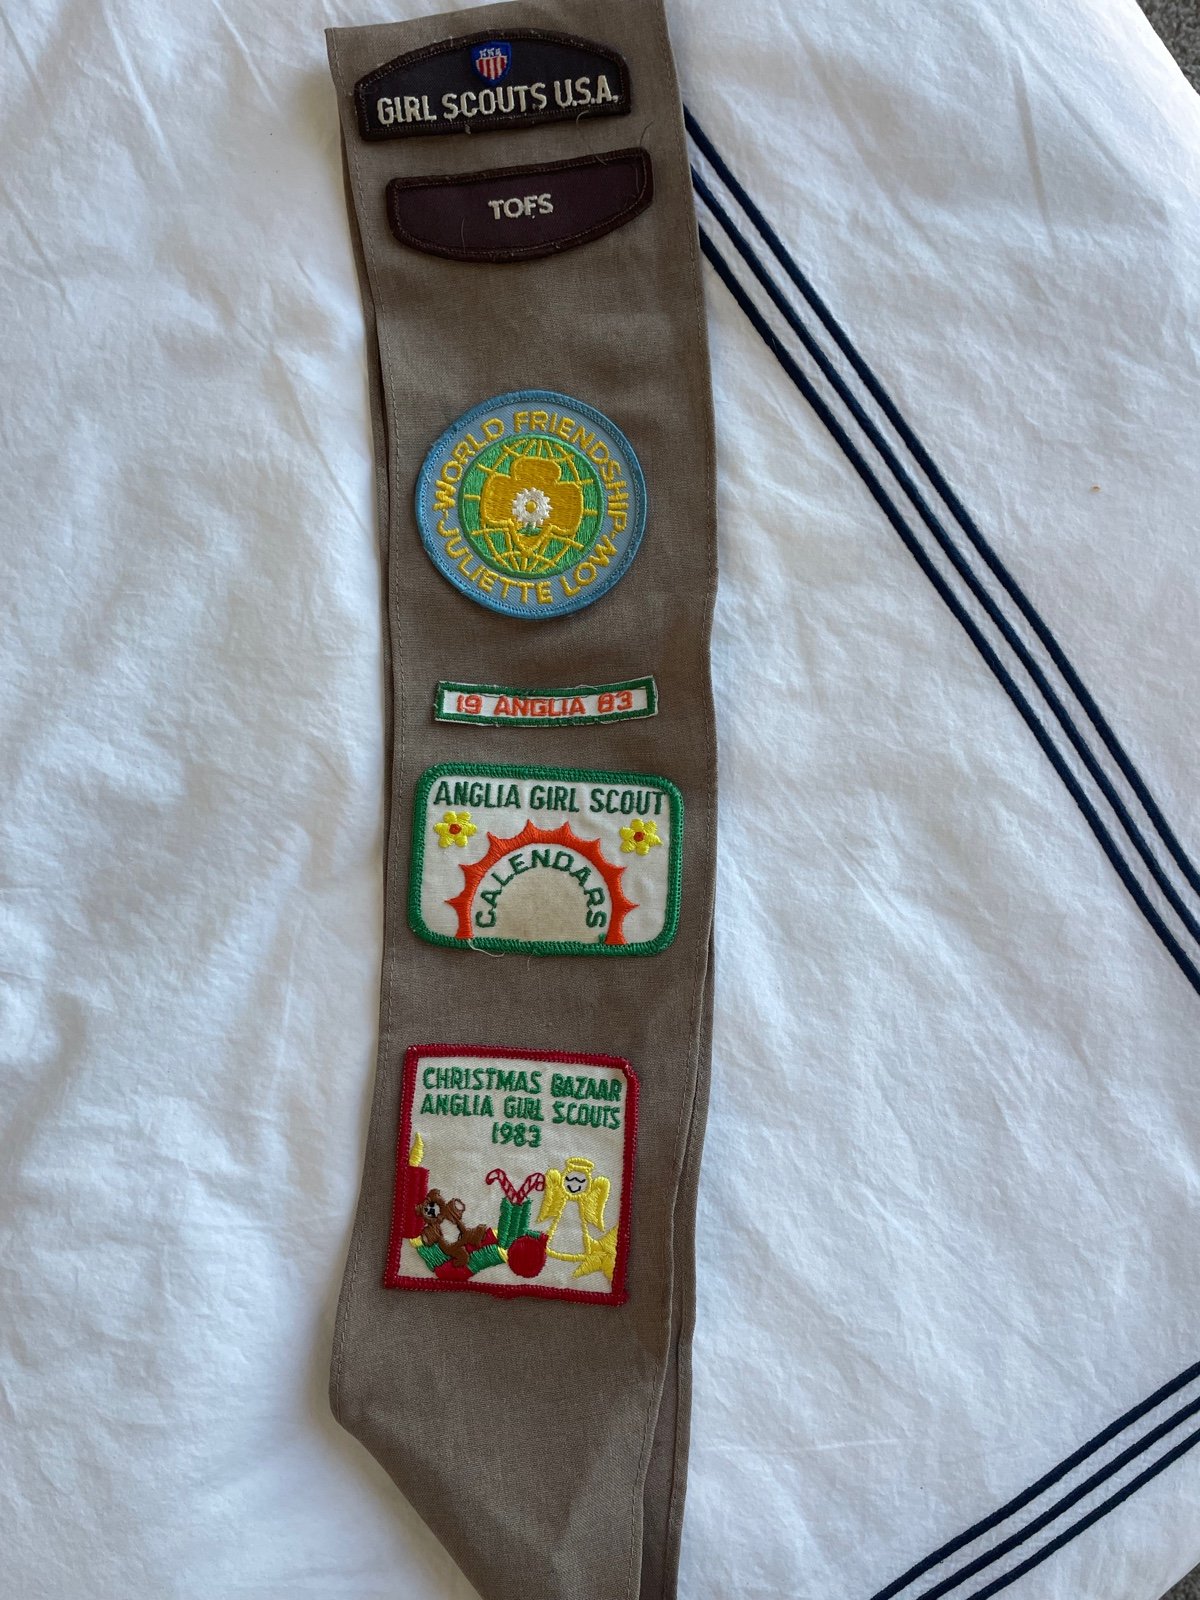 GIRL SCOUTS U.S.A.
TOFS
WORLD FRIENDSHIP
JULIETTE LOW
19 ANGLIA 83
ANGLIA GIRL SCOUT
CALENDARS
CHRISTMAS BAZAAR
ANGLIA GIRL SCOUTS
1983